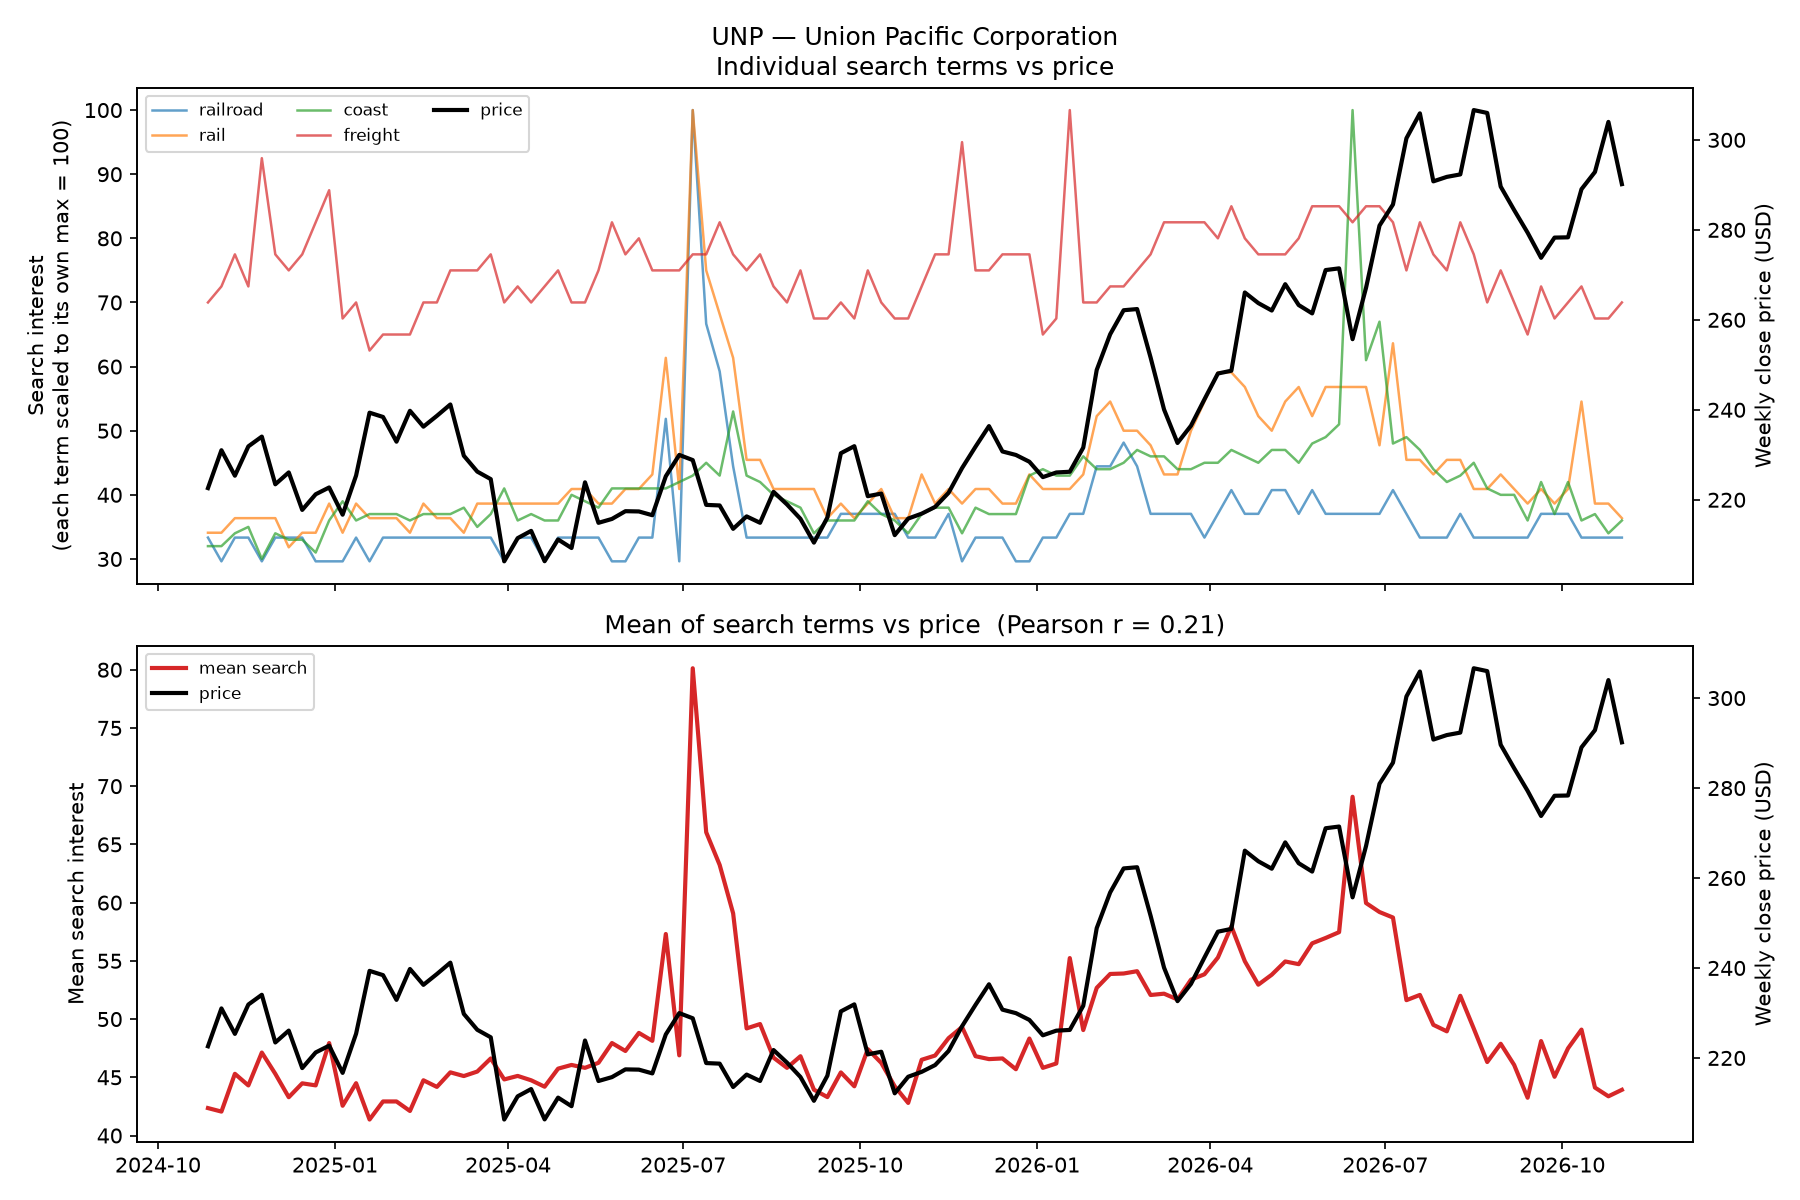 UNP — Union Pacific Corporation
Individual search terms vs price
railroad
rail
coast
freight
price
Search interest
(each term scaled to its own max = 100)
100
90
80
70
60
50
40
30
300
280
260
240
220
Weekly close price (USD)
Mean of search terms vs price (Pearson r = 0.21)
mean search
price
Mean search interest
80
75
70
65
60
55
50
45
40
300
280
260
240
220
Weekly close price (USD)
2024-10
2025-01
2025-04
2025-07
2025-10
2026-01
2026-04
2026-07
2026-10